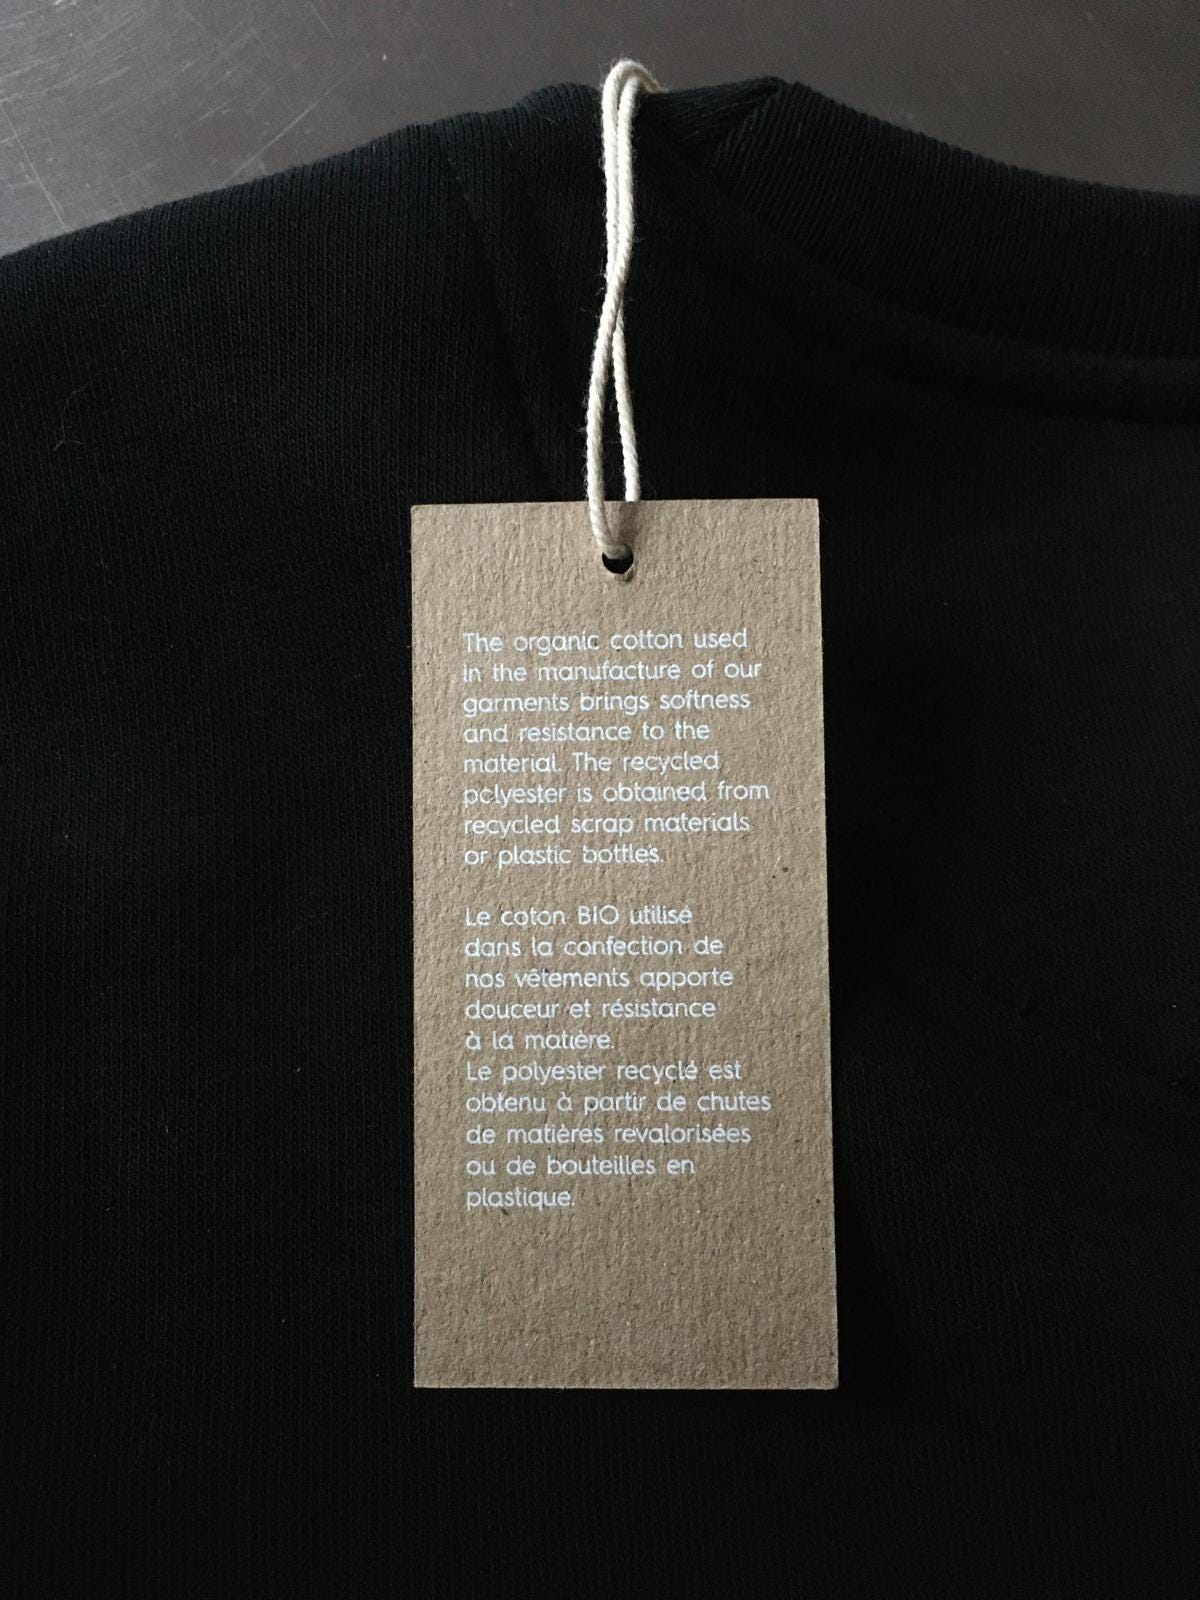 The organic cotton used
in the manufacture of our
garments brings softness
and resistance to the
material. The recycled
polyester is obtained from
recycled scrap materials
or plastic bottles.
Le coton BIO utilisé
dans la confection de
nos vêtements apporte
douceur et résistance
à la matière.
Le polyester recyclé est
obtenu à partir de chutes
de matières revalorisées
ou de bouteilles en
plastique.